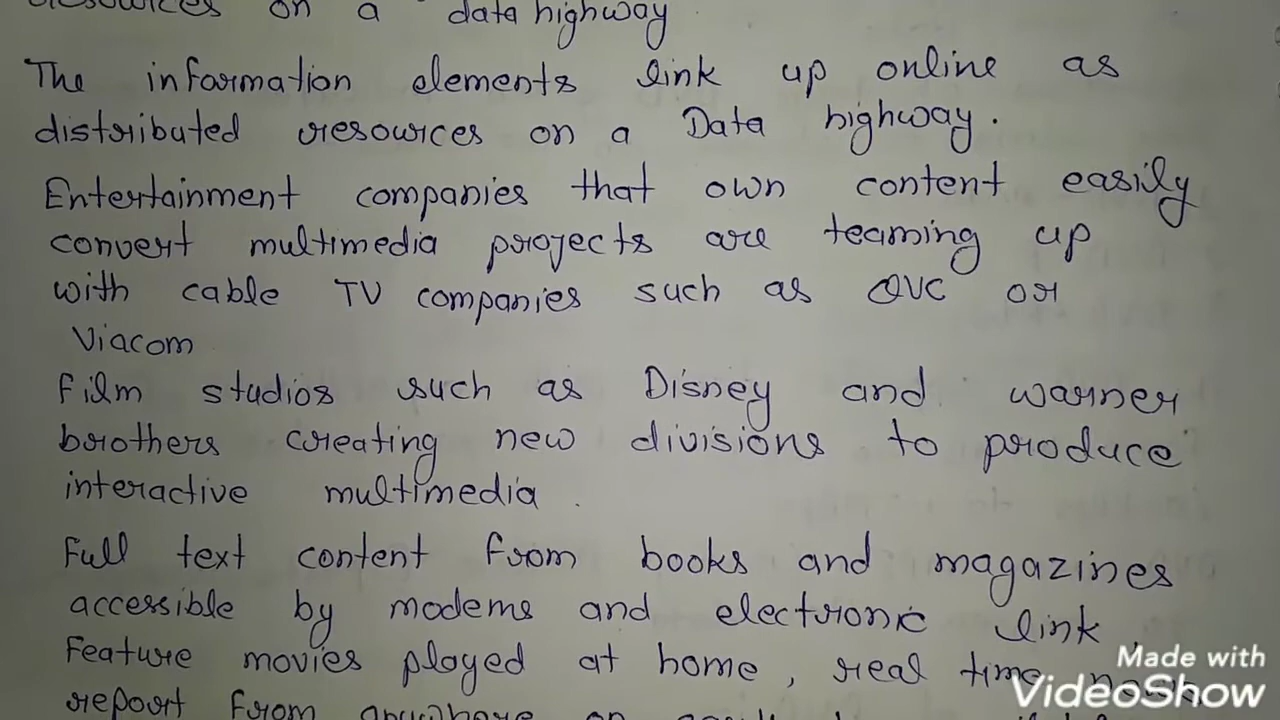 resources on a data highway
The information elements link up online as
distributed resources on a Data highway.
Entertainment companies that own content easily
convert multimedia projects are teaming up
with cable TV companies such as QVC or
Viacom
Film studios such as Disney and warner
brothers creating new divisions to produce
interactive multimedia.
Full text content from books and magazines
accessible by modems and electronic link
Feature movies played at home, real time news
report from anywhere on
Made with
VideoShow